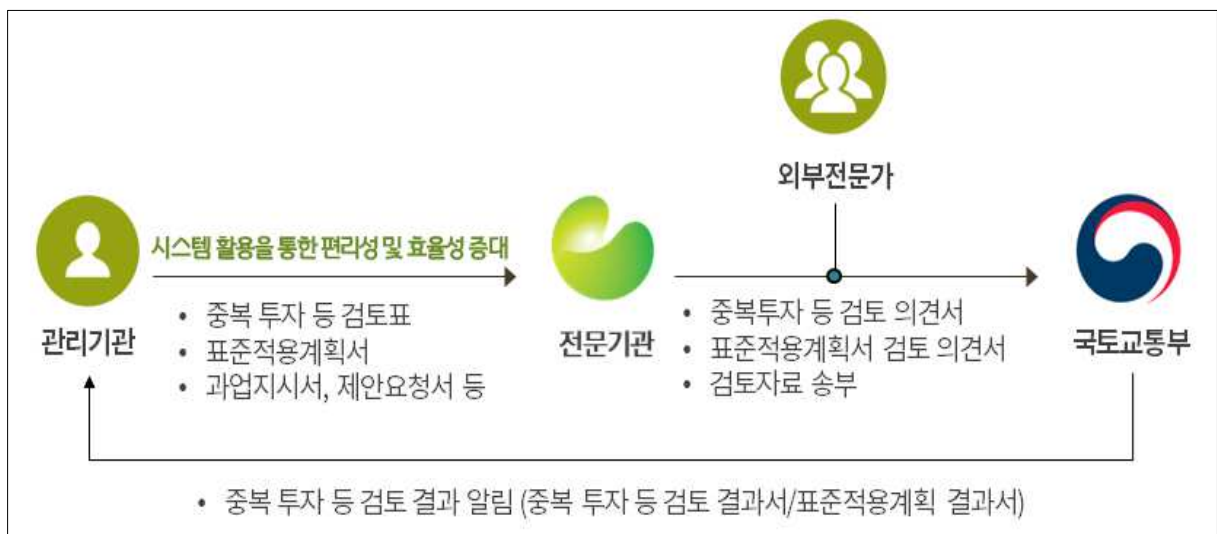 외부전문가
시스템 활용을 통한 편리성 및 효율성 증대
관리기관
• 중복 투자 등 검토표
• 표준적용계획서
• 과업지시서, 제안요청서 등
전문기관
• 중복투자 등 검토 의견서
• 표준적용계획서 검토 의견서
• 검토자료 송부
국토교통부
• 중복 투자 등 검토 결과 알림 (중복 투자 등 검토 결과서/표준적용계획 결과서)